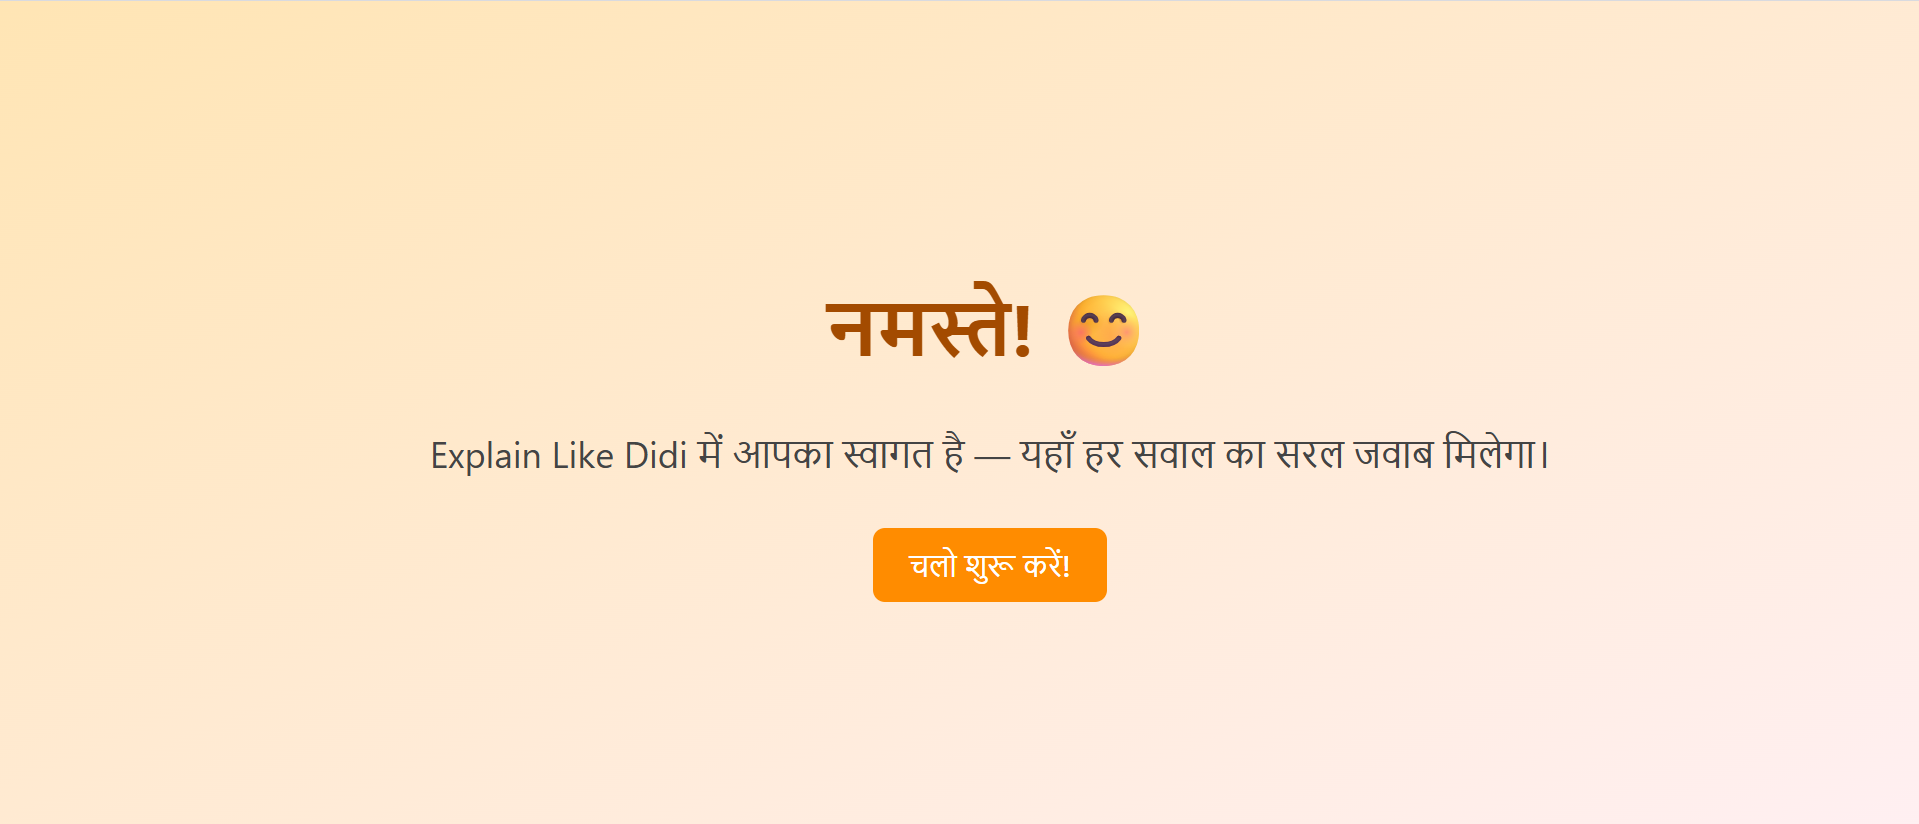 नमस्ते! 😊
Explain Like Didi में आपका स्वागत है — यहाँ हर सवाल का सरल जवाब मिलेगा।
चलो शुरू करें!